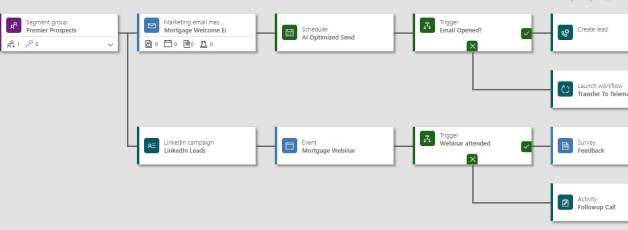 Segment group
Premier Prospects
1 0
Marketing email mes...
Mortgage Welcome E
0 0 0 0
Scheduler
AI Optimized Send
Trigger
Email Opened?
Create lead
Launch workflow
Trasnfer To Telema
LinkedIn campaign
LinkedIn Leads
Event
Mortgage Webinar
Trigger
Webinar attended
Survey
Feedback
Activity
Followup Call